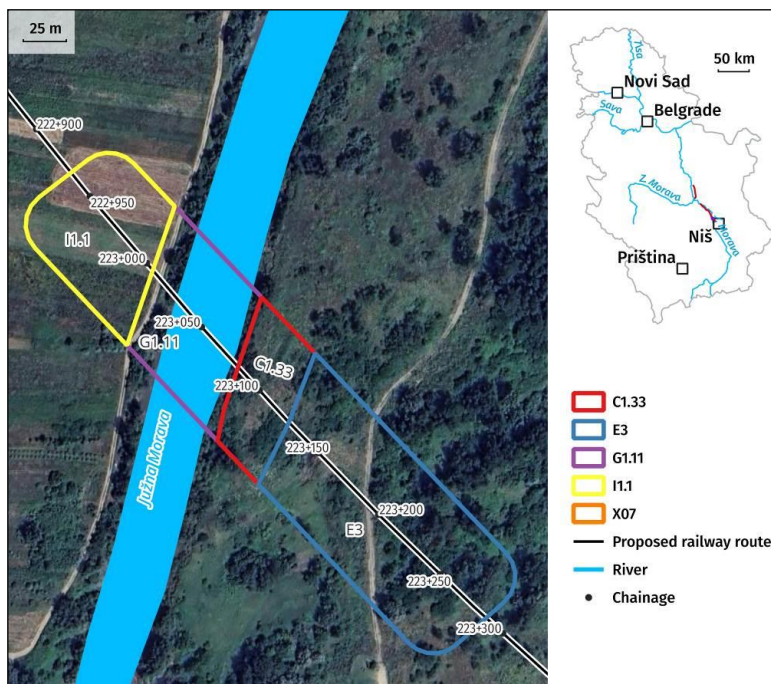 25 m
222+900
222+950
I1.1
223+000
223+050
G1.11
C1.33
223+100
223+150
Južna Morava
223+200
E3
223+250
223+300
50 km
Tisa
Novi Sad
Sava
Belgrade
Z. Morava
Niš
Morava
Priština
C1.33
E3
G1.11
I1.1
X07
Proposed railway route
River
Chainage